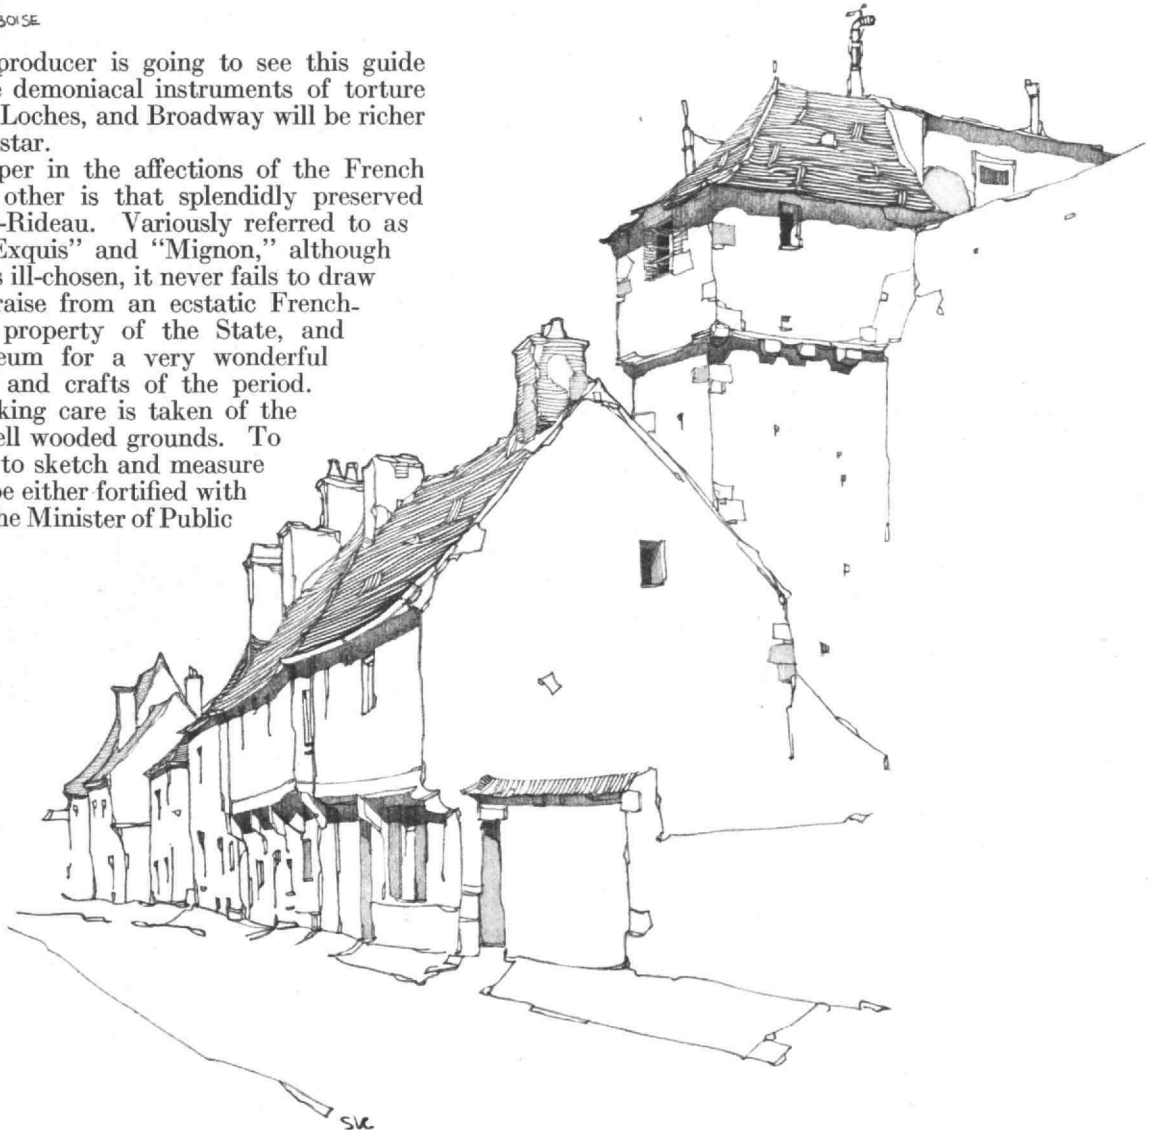 BOISE
producer is going to see this guide
demoniacal instruments of torture
Loches, and Broadway will be richer
star.
per in the affections of the French
other is that splendidly preserved
-Rideau. Variously referred to as
Exquis” and “Mignon,” although
s ill-chosen, it never fails to draw
raise from an ecstatic French-
property of the State, and
eum for a very wonderful
and crafts of the period.
king care is taken of the
ell wooded grounds. To
to sketch and measure
be either fortified with
he Minister of Public